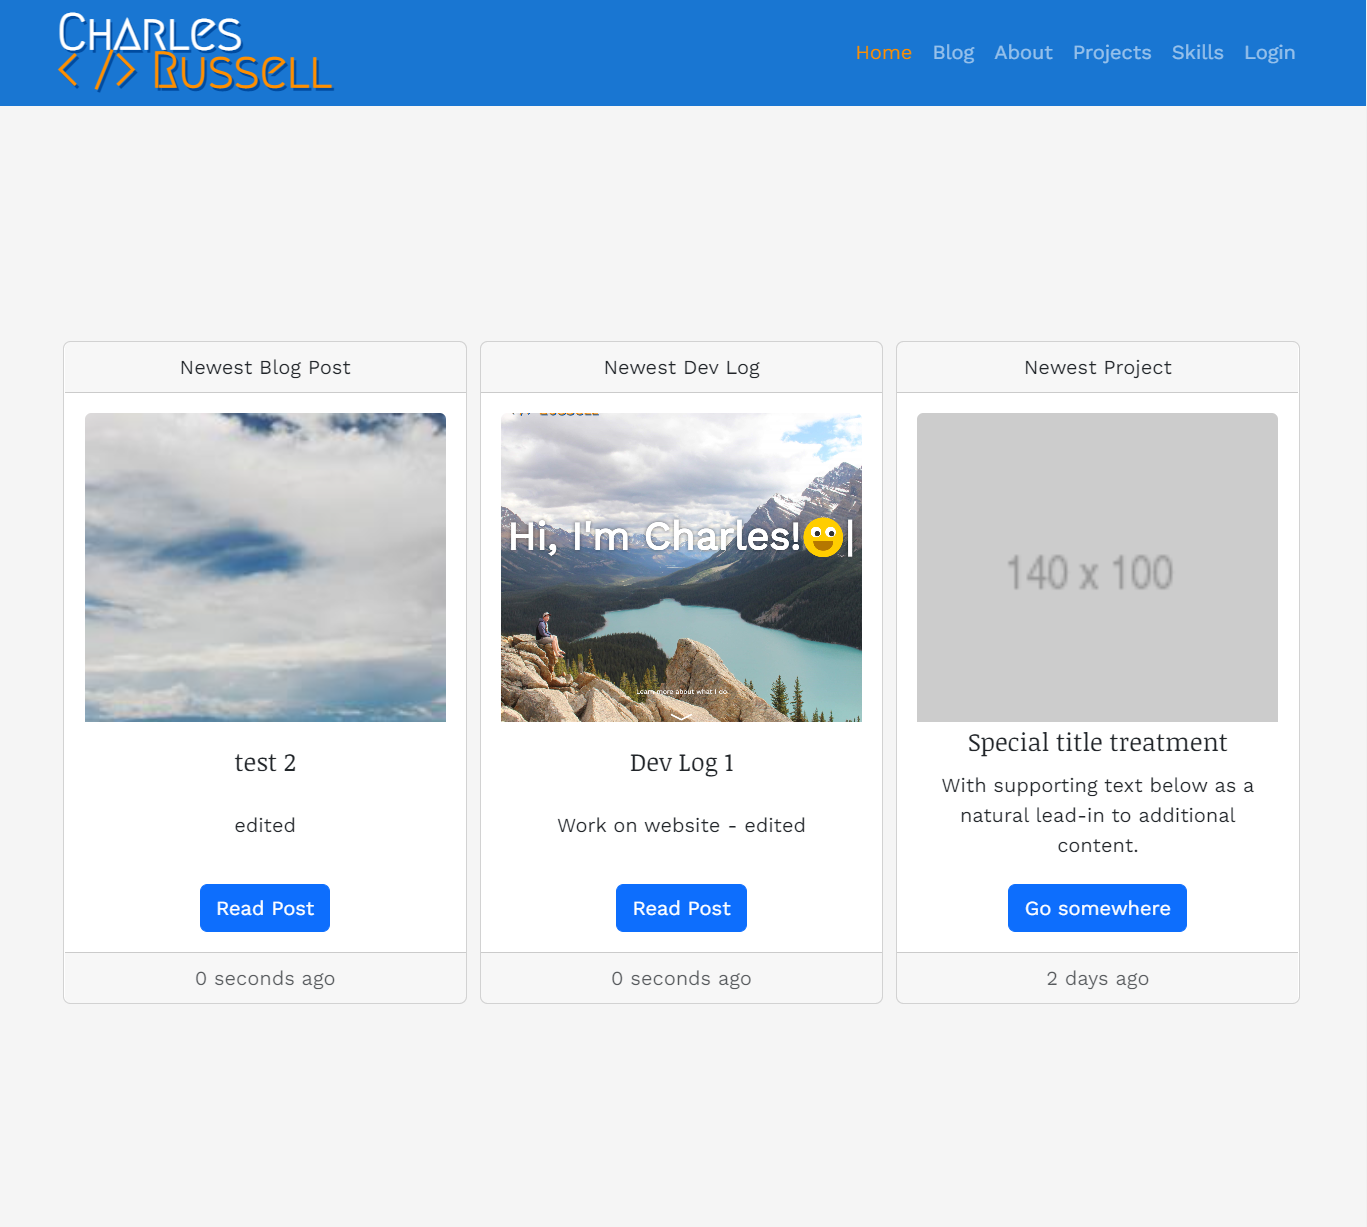 Charles
</> Russell
Home Blog About Projects Skills Login
Newest Blog Post
test 2
edited
Read Post
0 seconds ago
Newest Dev Log
Hi, I'm Charles!😃|
Learn more about what I do
Dev Log 1
Work on website - edited
Read Post
0 seconds ago
Newest Project
140 x 100
Special title treatment
With supporting text below as a
natural lead-in to additional
content.
Go somewhere
2 days ago